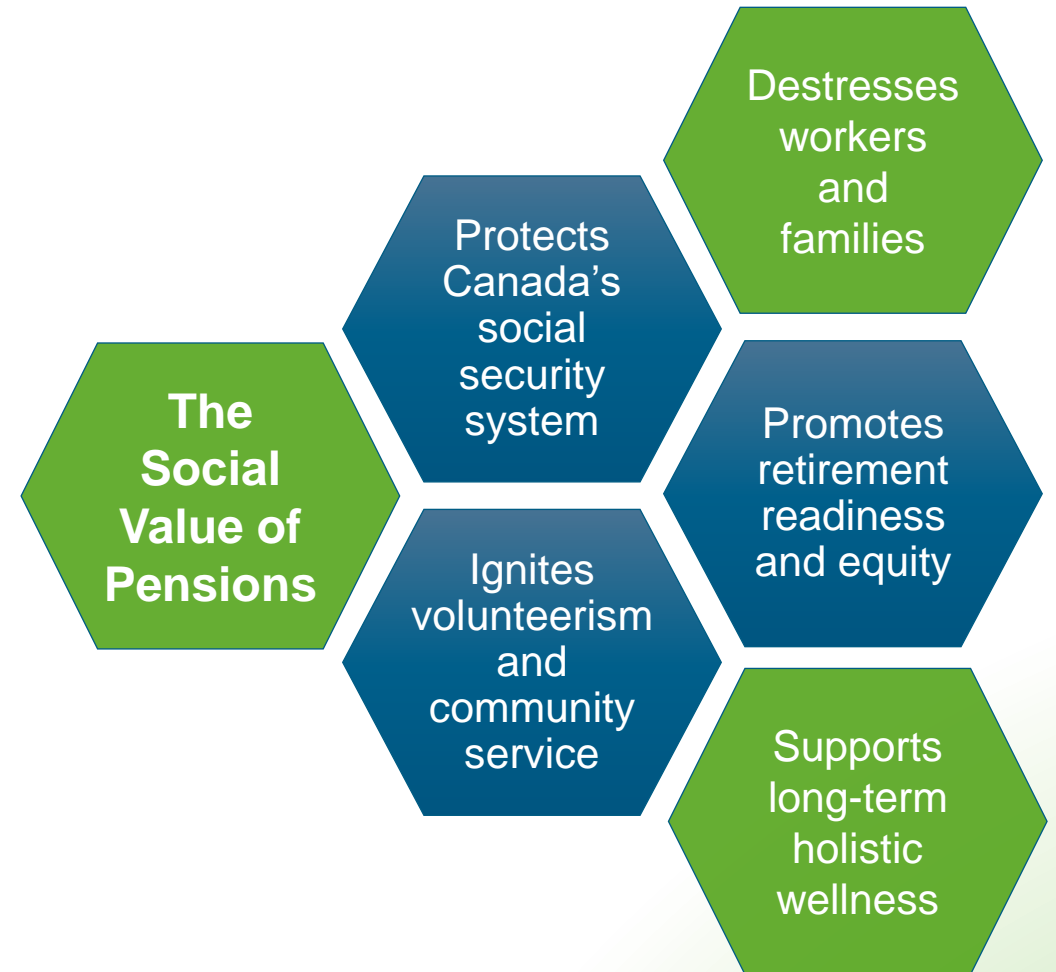 The
Social
Value of
Pensions
Protects
Canada’s
social
security
system
Ignites
volunteerism
and
community
service
Destresses
workers
and
families
Promotes
retirement
readiness
and equity
Supports
long-term
holistic
wellness